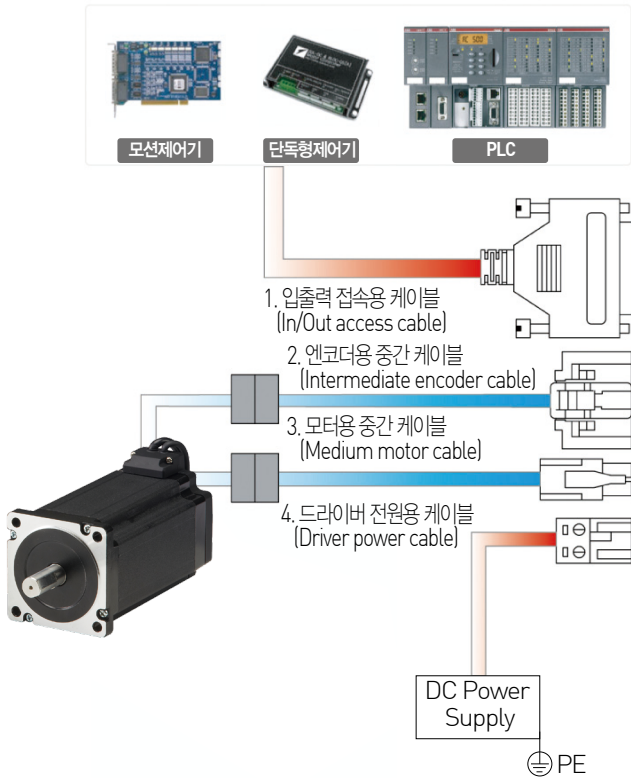 모션제어기
단독형제어기
PLC
1. 입출력 접속용 케이블
(In/Out access cable)
2. 엔코더용 중간 케이블
(Intermediate encoder cable)
3. 모터용 중간 케이블
(Medium motor cable)
4. 드라이버 전원용 케이블
(Driver power cable)
DC Power
Supply
PE